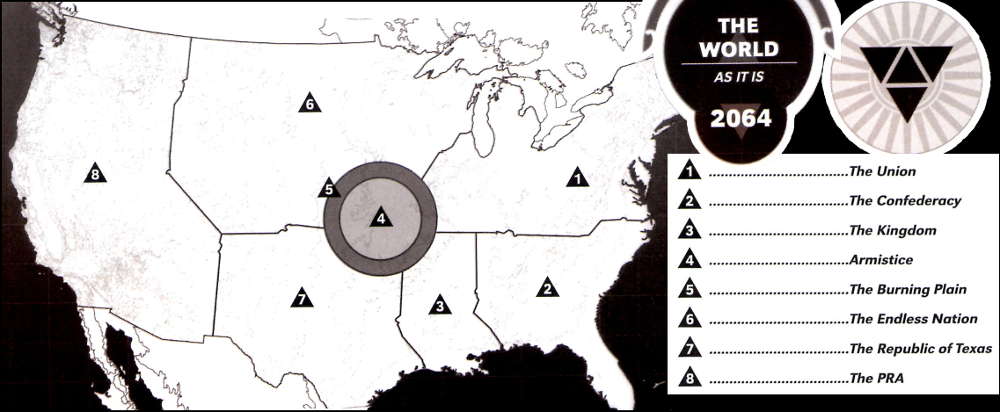 THE
WORLD
AS IT IS
2064
1 ..............................The Union
2 ..............................The Confederacy
3 ..............................The Kingdom
4 ..............................Armistice
5 ..............................The Burning Plain
6 ..............................The Endless Nation
7 ..............................The Republic of Texas
8 ..............................The PRA
6
8
5
1
4
7
3
2